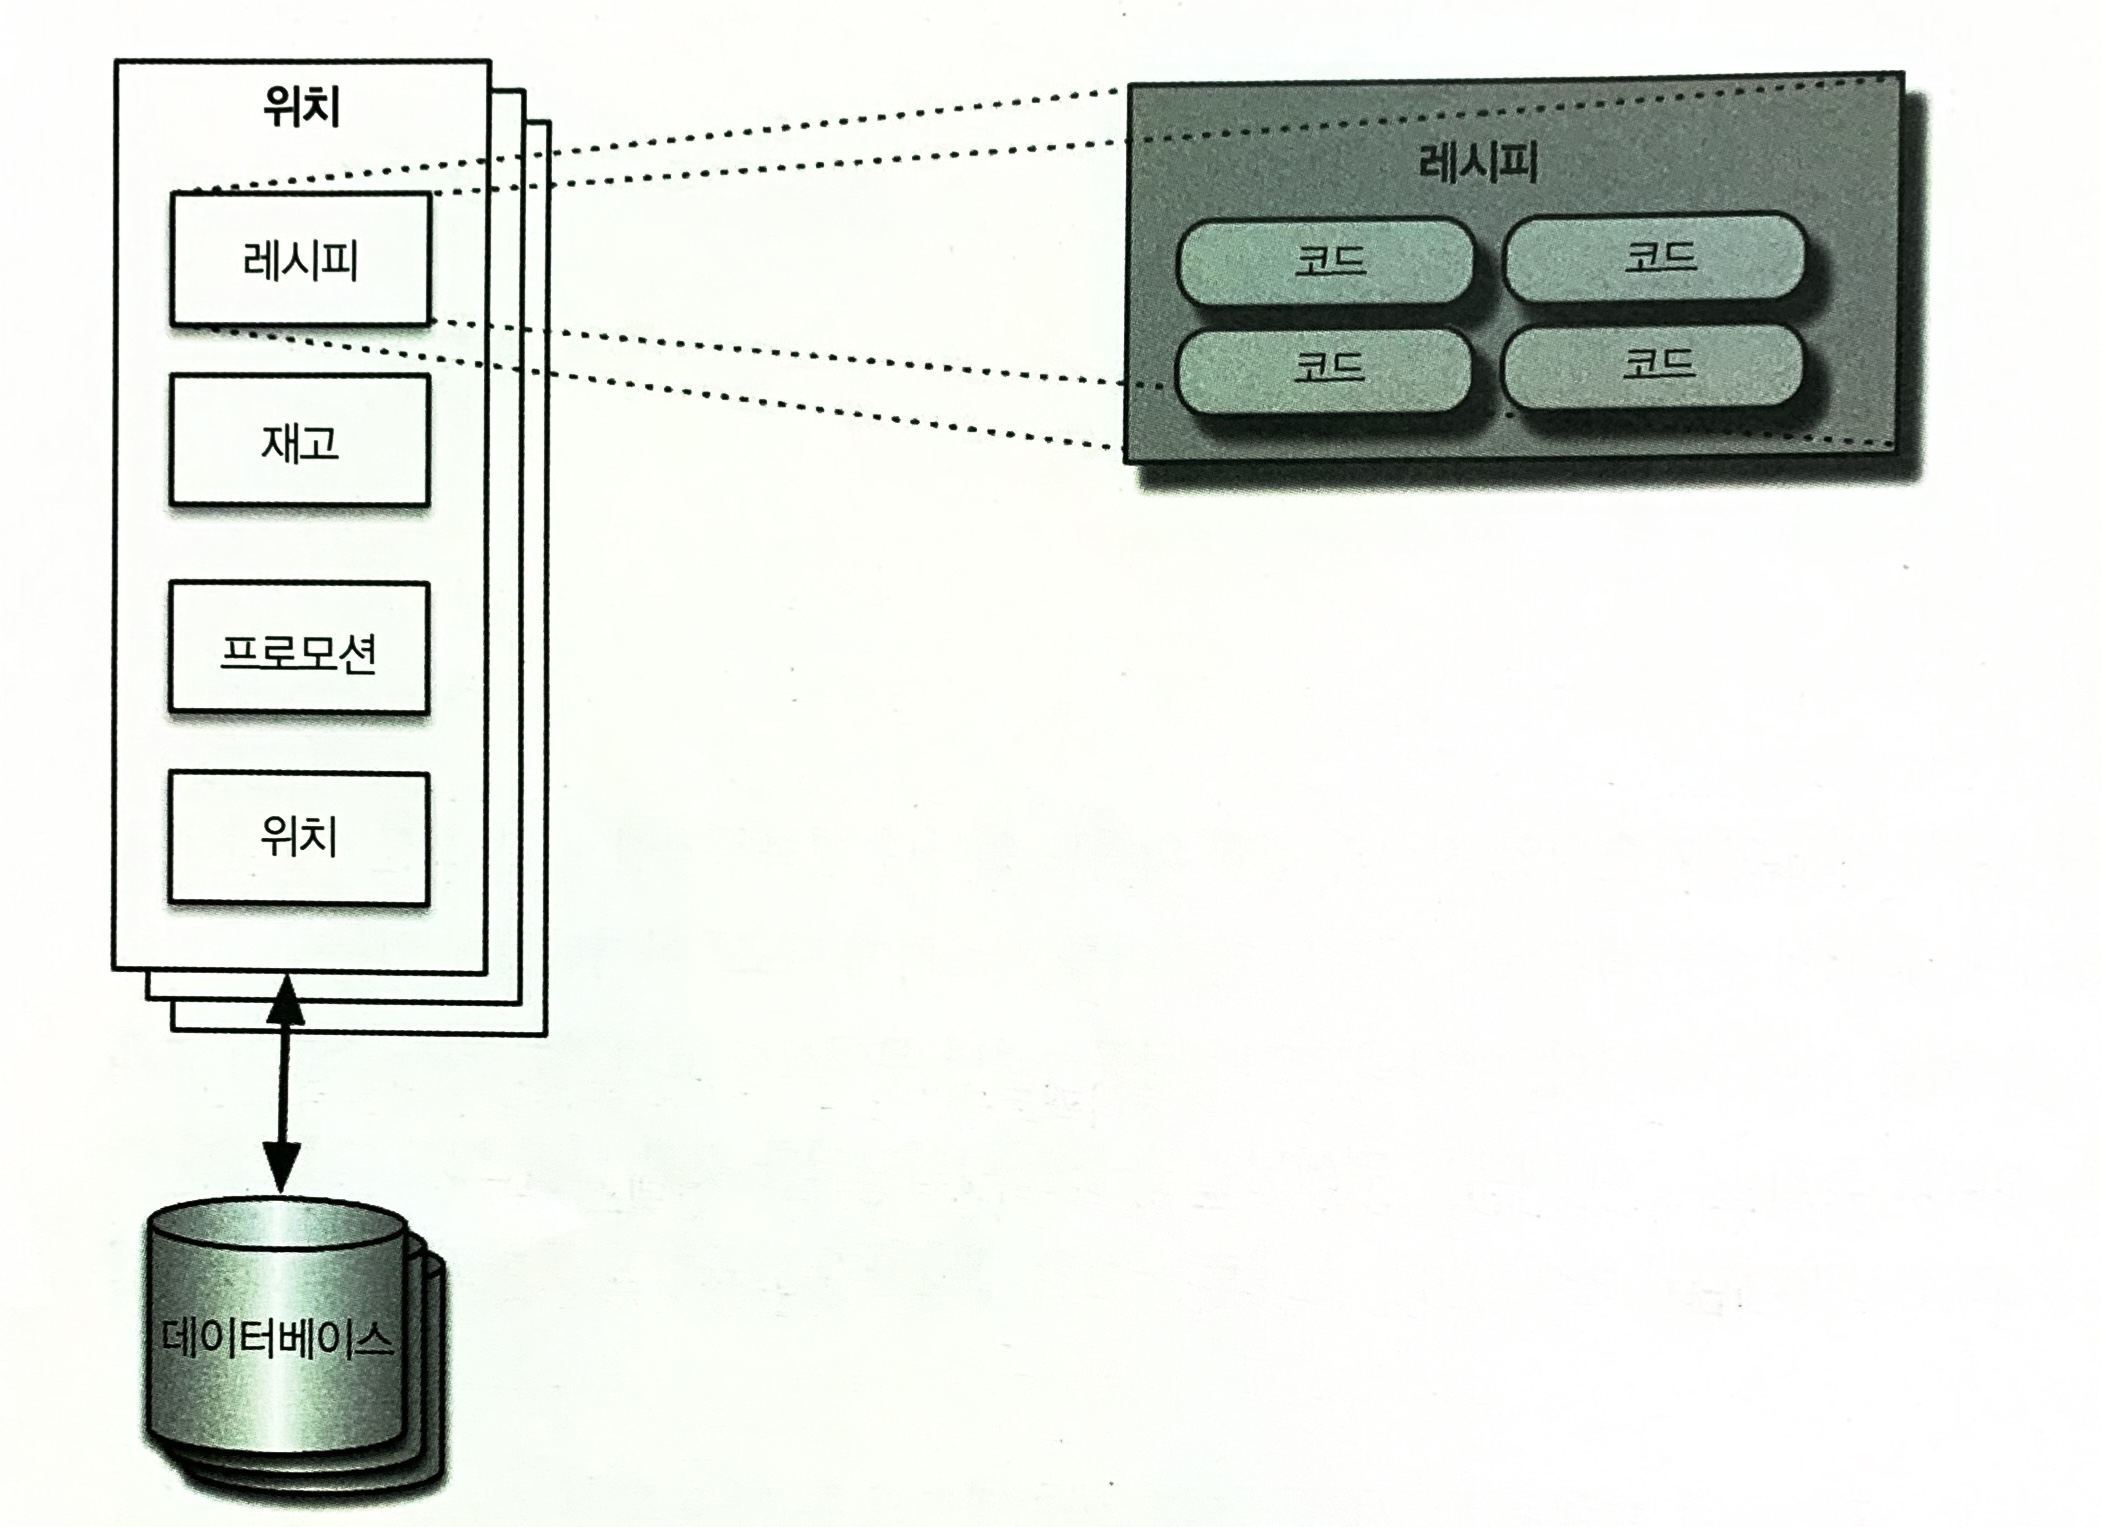 위치
레시피
재고
프로모션
위치
데이터베이스
레시피
코드 코드
코드 코드